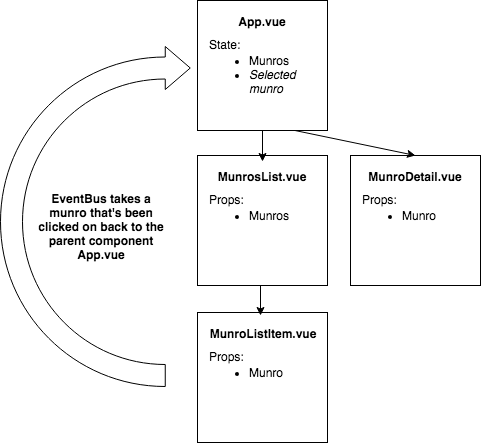 App.vue
State:
• Munros
• Selected
munro
EventBus takes a
munro that's been
clicked on back to the
parent component
App.vue
MunrosList.vue
Props:
• Munros
MunroDetail.vue
Props:
• Munro
MunroListItem.vue
Props:
• Munro